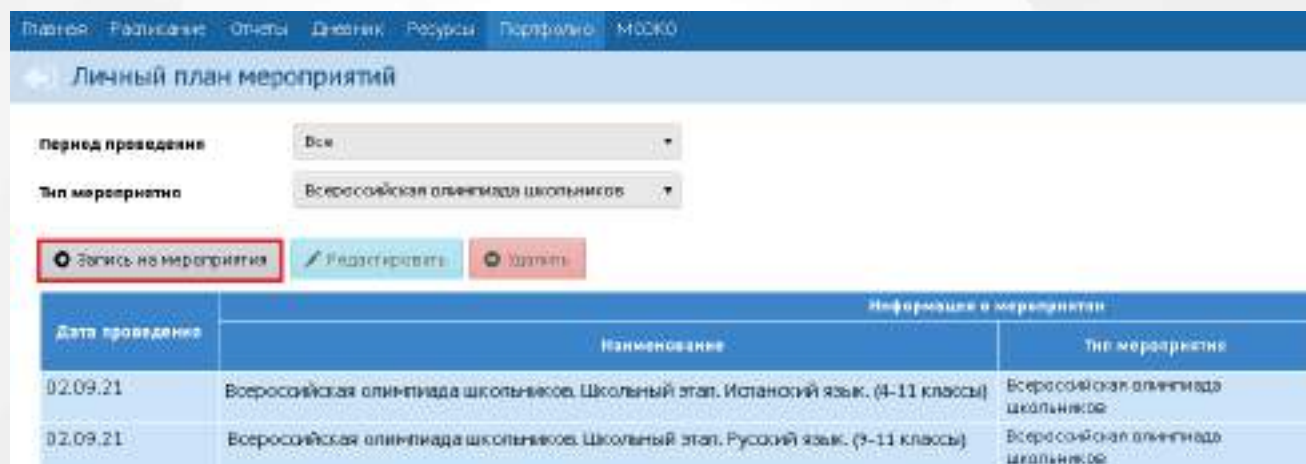 Главная Расписание Отчеты Дневник Ресурсы Портфолио МСОКО
Личный план мероприятий
Период проведения Все
Тип мероприятия Всероссийская олимпиада школьников
Запись на мероприятия Редактировать Удалить
Информация о мероприятии
Дата проведения Наименование Тип мероприятия
02.09.21 Всероссийская олимпиада школьников. Школьный этап. Испанский язык. (4-11 классы) Всероссийская олимпиада
школьников
02.09.21 Всероссийская олимпиада школьников. Школьный этап. Русский язык. (9-11 классы) Всероссийская олимпиада
школьников